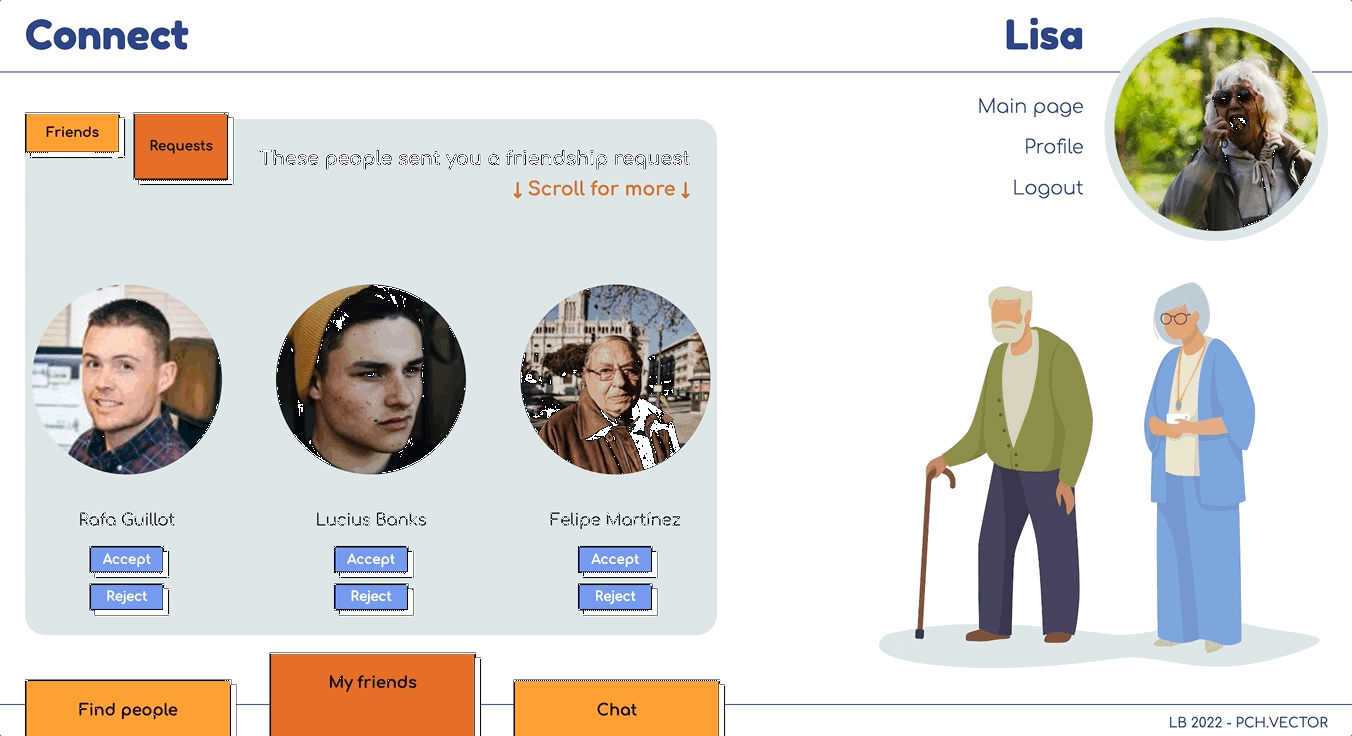 Connect
Lisa
Main page
Profile
Logout
Friends
Requests
These people sent you a friendship request
↓ Scroll for more ↓
Rafa Guillot
Lucius Banks
Felipe Martínez
Accept
Accept
Accept
Reject
Reject
Reject
Find people
My friends
Chat
LB 2022 - PCH.VECTOR